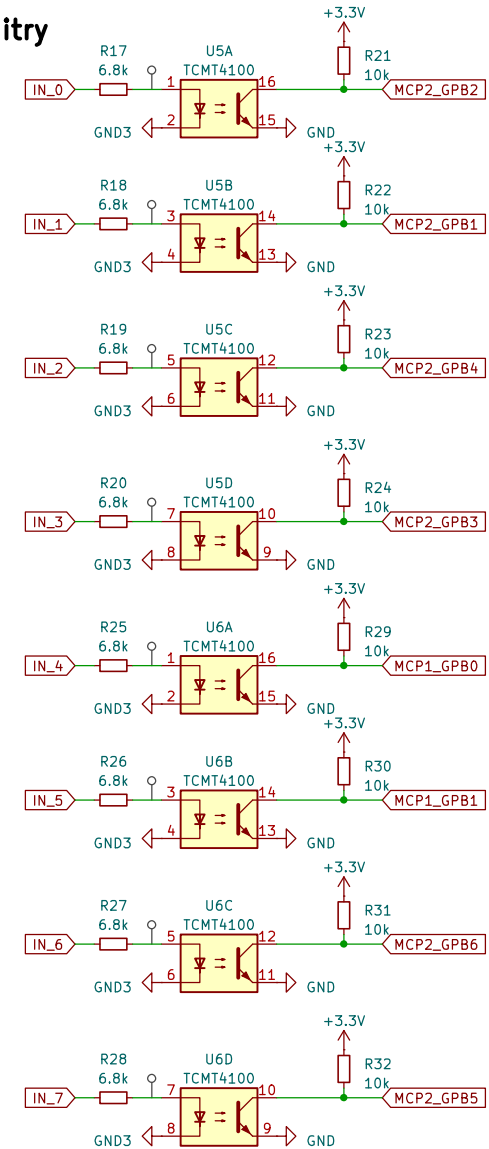 itry
+3.3V
R17 U5A R21
6.8k TCMT4100 10k
IN_0 1 16 MCP2_GPB2
GND3 2 15 GND
+3.3V
R18 U5B R22
6.8k TCMT4100 10k
IN_1 3 14 MCP2_GPB1
GND3 4 13 GND
+3.3V
R19 U5C R23
6.8k TCMT4100 10k
IN_2 5 12 MCP2_GPB4
GND3 6 11 GND
+3.3V
R20 U5D R24
6.8k TCMT4100 10k
IN_3 7 10 MCP2_GPB3
GND3 8 9 GND
+3.3V
R25 U6A R29
6.8k TCMT4100 10k
IN_4 1 16 MCP1_GPB0
GND3 2 15 GND
+3.3V
R26 U6B R30
6.8k TCMT4100 10k
IN_5 3 14 MCP1_GPB1
GND3 4 13 GND
+3.3V
R27 U6C R31
6.8k TCMT4100 10k
IN_6 5 12 MCP2_GPB6
GND3 6 11 GND
+3.3V
R28 U6D R32
6.8k TCMT4100 10k
IN_7 7 10 MCP2_GPB5
GND3 8 9 GND